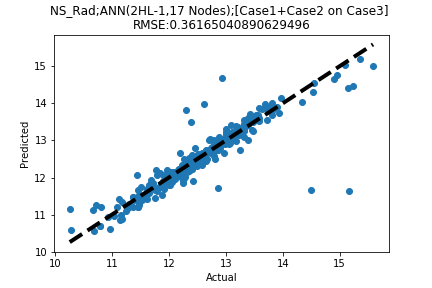 NS_Rad;ANN(2HL-1,17 Nodes);[Case1+Case2 on Case3]
RMSE:0.36165040890629496
15
14
13
12
11
10
Predicted
10 11 12 13 14 15
Actual